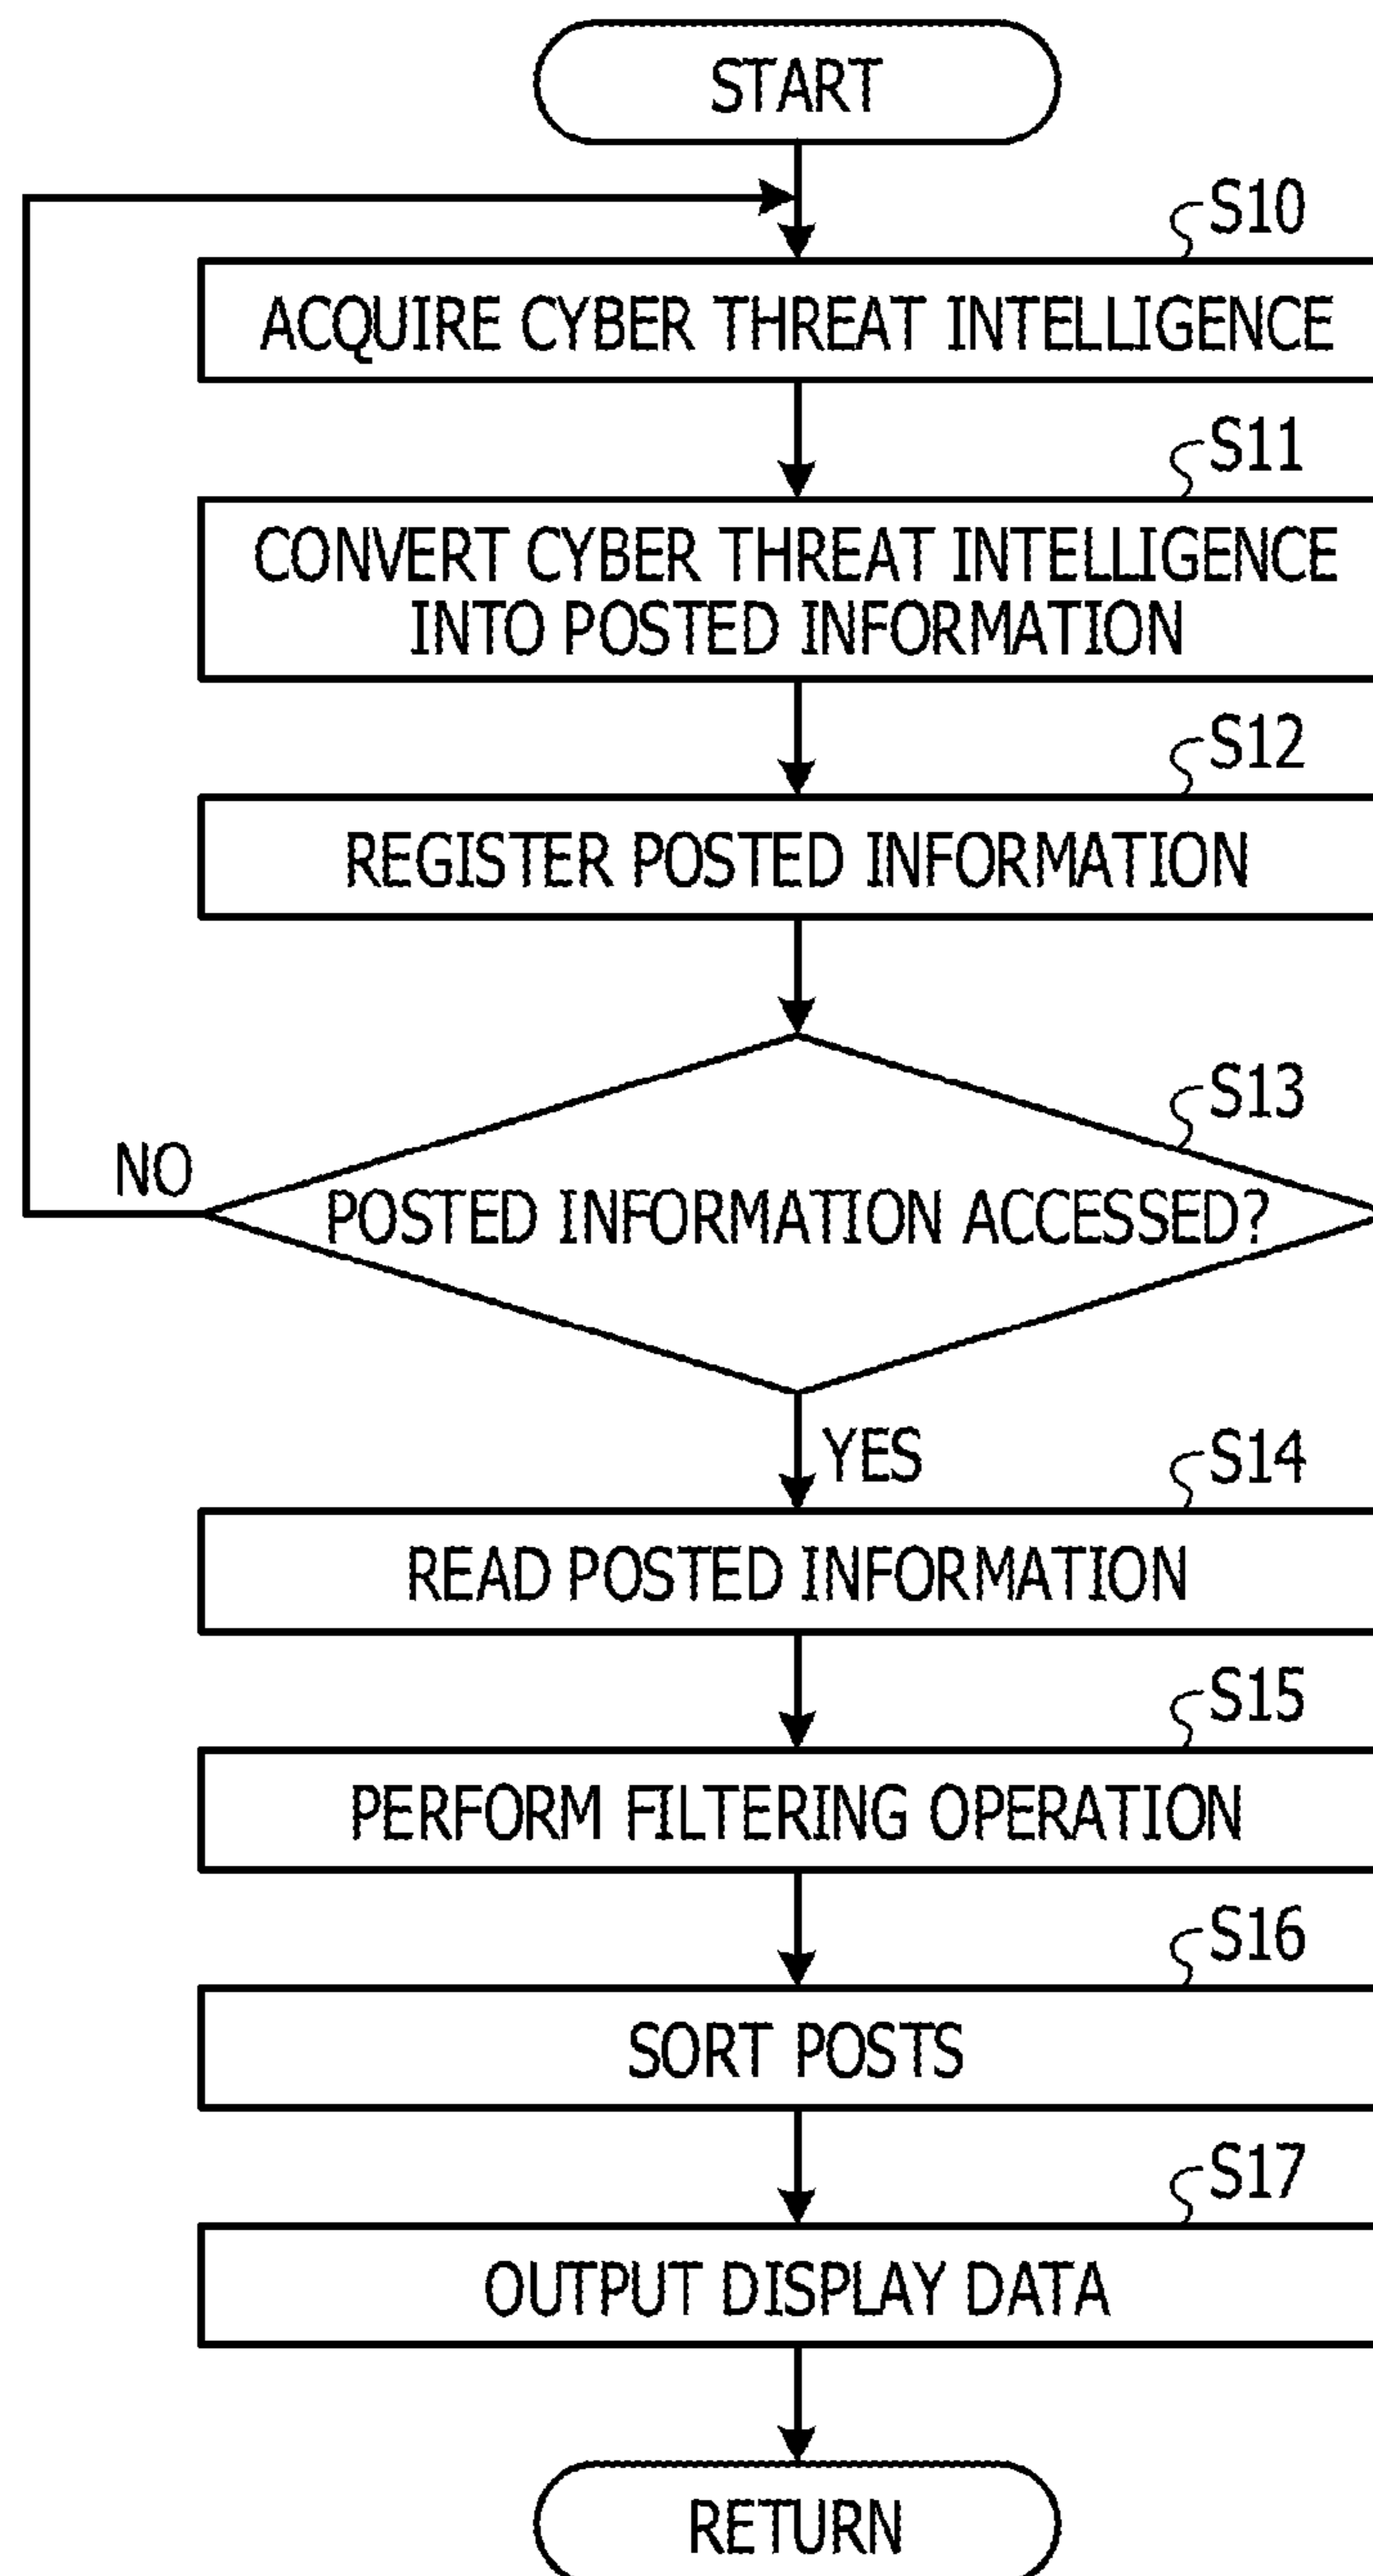 START
S10
ACQUIRE CYBER THREAT INTELLIGENCE
S11
CONVERT CYBER THREAT INTELLIGENCE
INTO POSTED INFORMATION
S12
REGISTER POSTED INFORMATION
S13
NO
POSTED INFORMATION ACCESSED?
YES
S14
READ POSTED INFORMATION
S15
PERFORM FILTERING OPERATION
S16
SORT POSTS
S17
OUTPUT DISPLAY DATA
RETURN